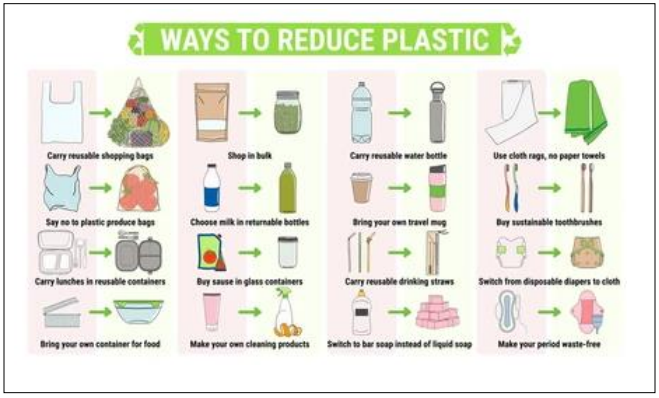 WAYS TO REDUCE PLASTIC
Carry reusable shopping bags
Shop in bulk
Carry reusable water bottle
Use cloth rags, no paper towels
Say no to plastic produce bags
Choose milk in returnable bottles
Bring your own travel mug
Buy sustainable toothbrushes
Carry lunches in reusable containers
Buy sause in glass containers
Carry reusable drinking straws
Switch from disposable diapers to cloth
Bring your own container for food
Make your own cleaning products
Switch to bar soap instead of liquid soap
Make your period waste-free